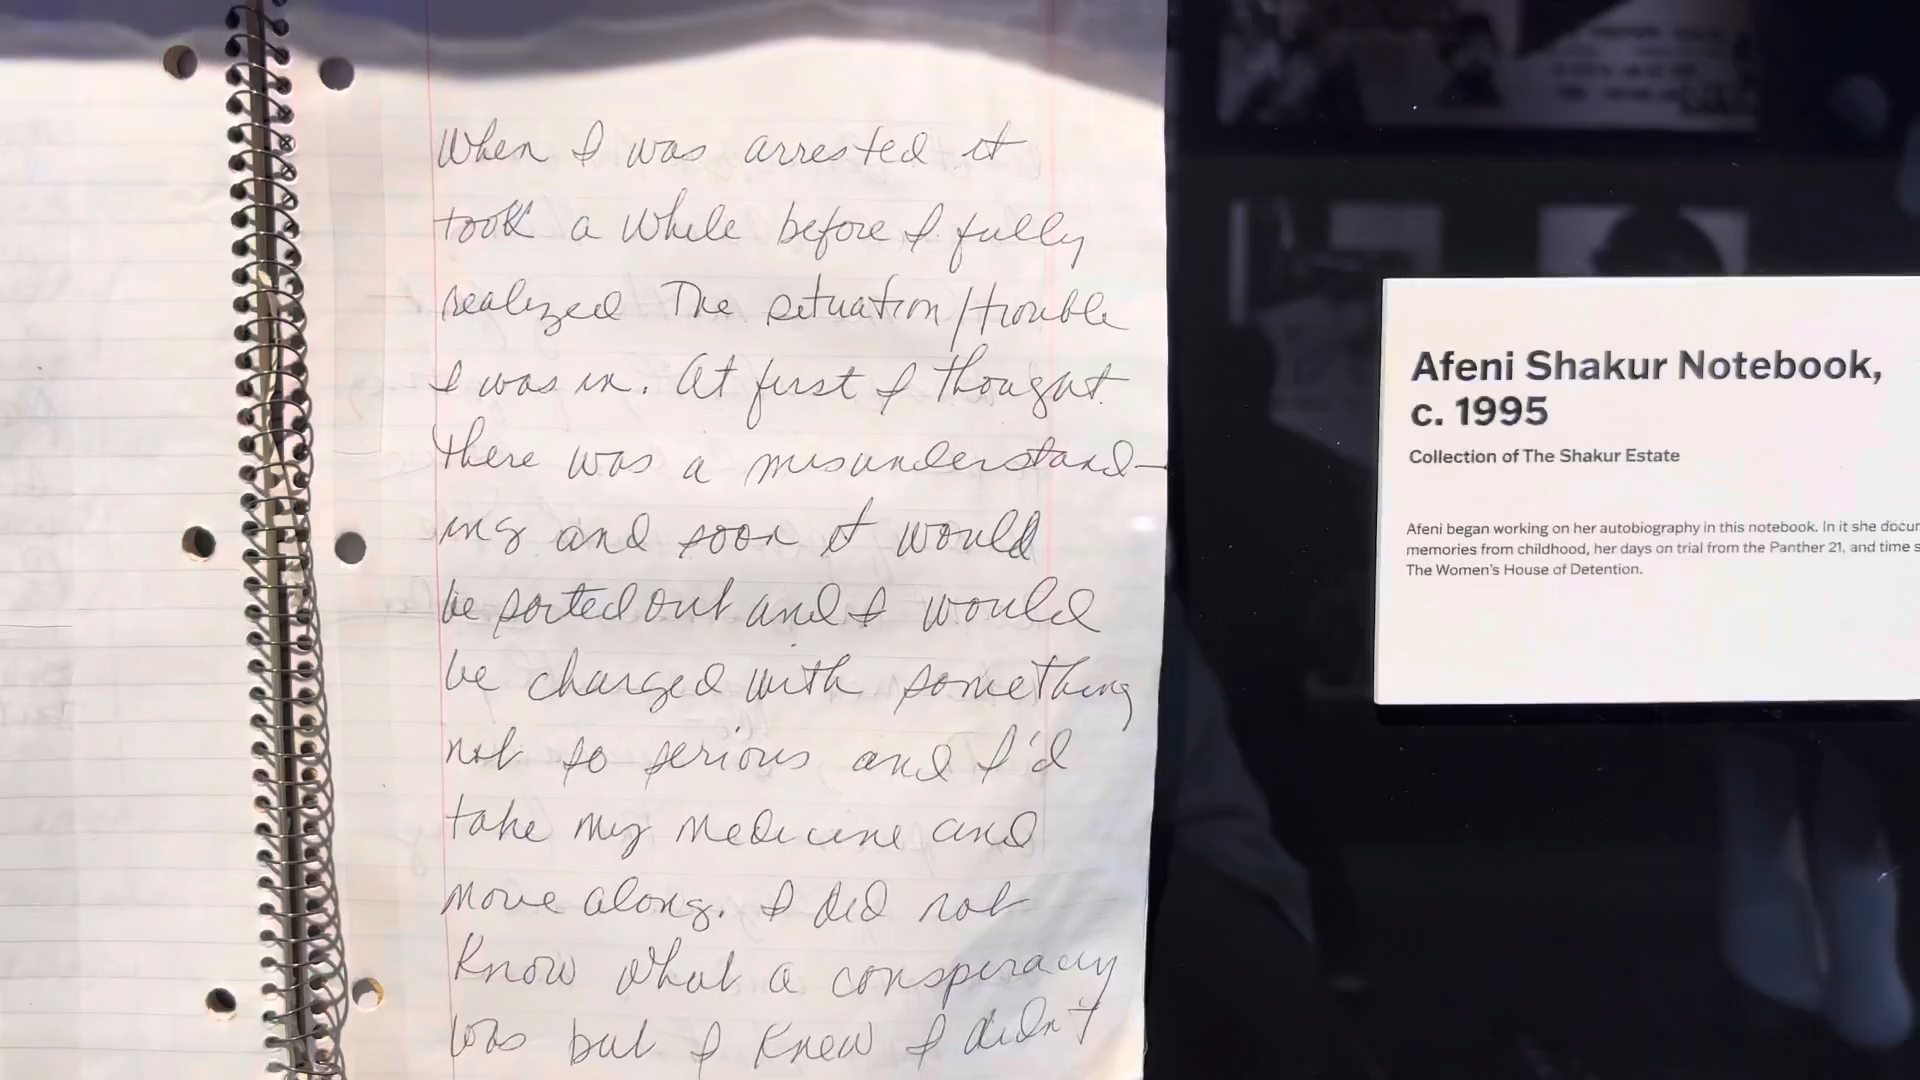 When I was arrested it
took a while before I fully
realized The situation/trouble
I was in. At first I thought
there was a misunderstand-
ing and soon it would
be sorted out and I would
be charged with something
not so serious and I'd
take my medicine and
move along. I did not
Know what a conspiracy
was but I knew I didn't
Afeni Shakur Notebook,
c. 1995
Collection of The Shakur Estate
Afeni began working on her autobiography in this notebook. In it she
memories from childhood, her days on trial from the Panther 21, and time
The Women's House of Detention.